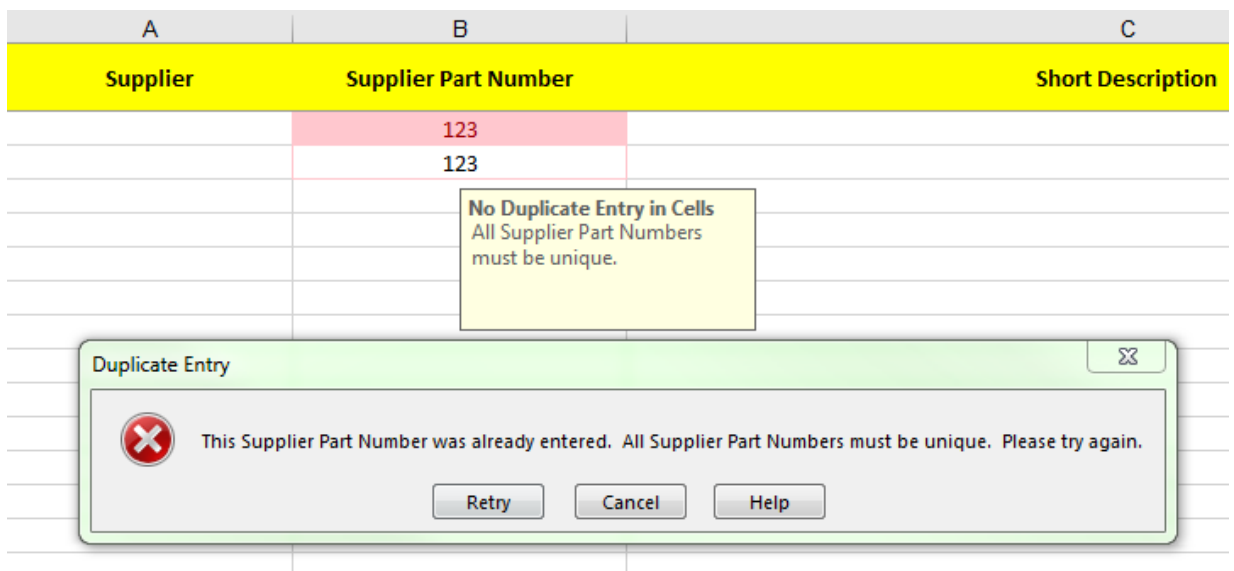 A B C
Supplier Supplier Part Number Short Description
123
123
No Duplicate Entry in Cells
All Supplier Part Numbers
must be unique.
Duplicate Entry
This Supplier Part Number was already entered.  All Supplier Part Numbers must be unique.  Please try again.
Retry Cancel Help